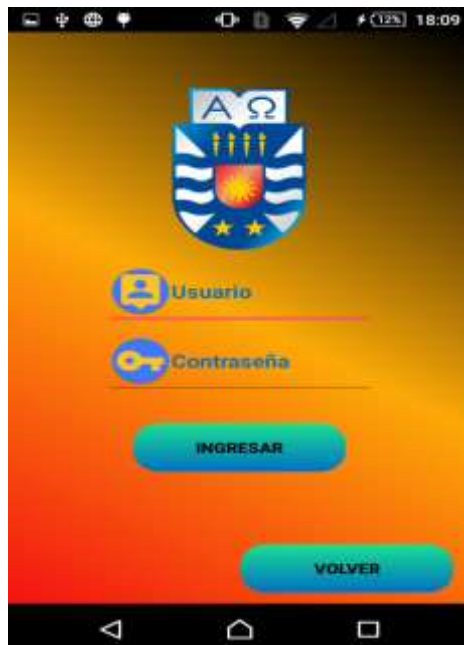 12% 18:09
Α Ω
Usuario
Contraseña
INGRESAR
VOLVER